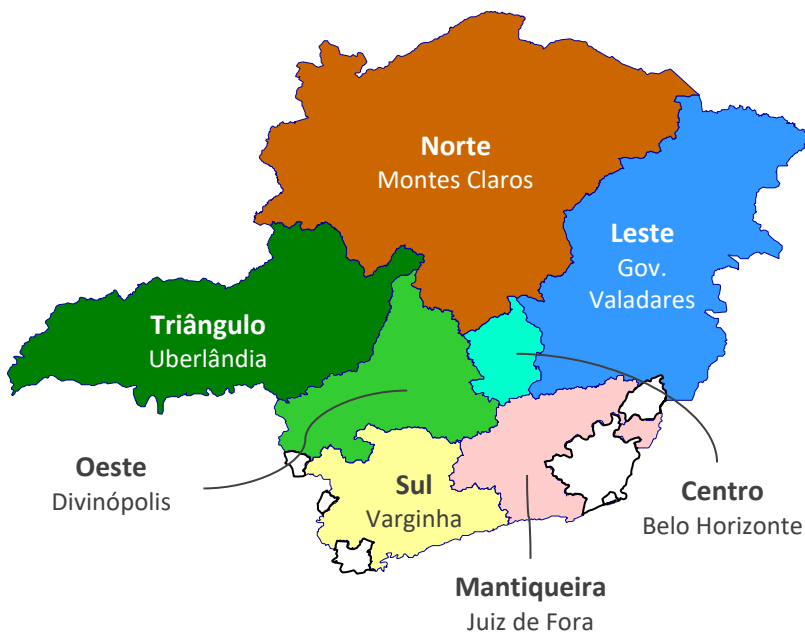 Norte
Montes Claros
Leste
Gov.
Valadares
Triângulo
Uberlândia
Oeste
Divinópolis
Sul
Varginha
Centro
Belo Horizonte
Mantiqueira
Juiz de Fora